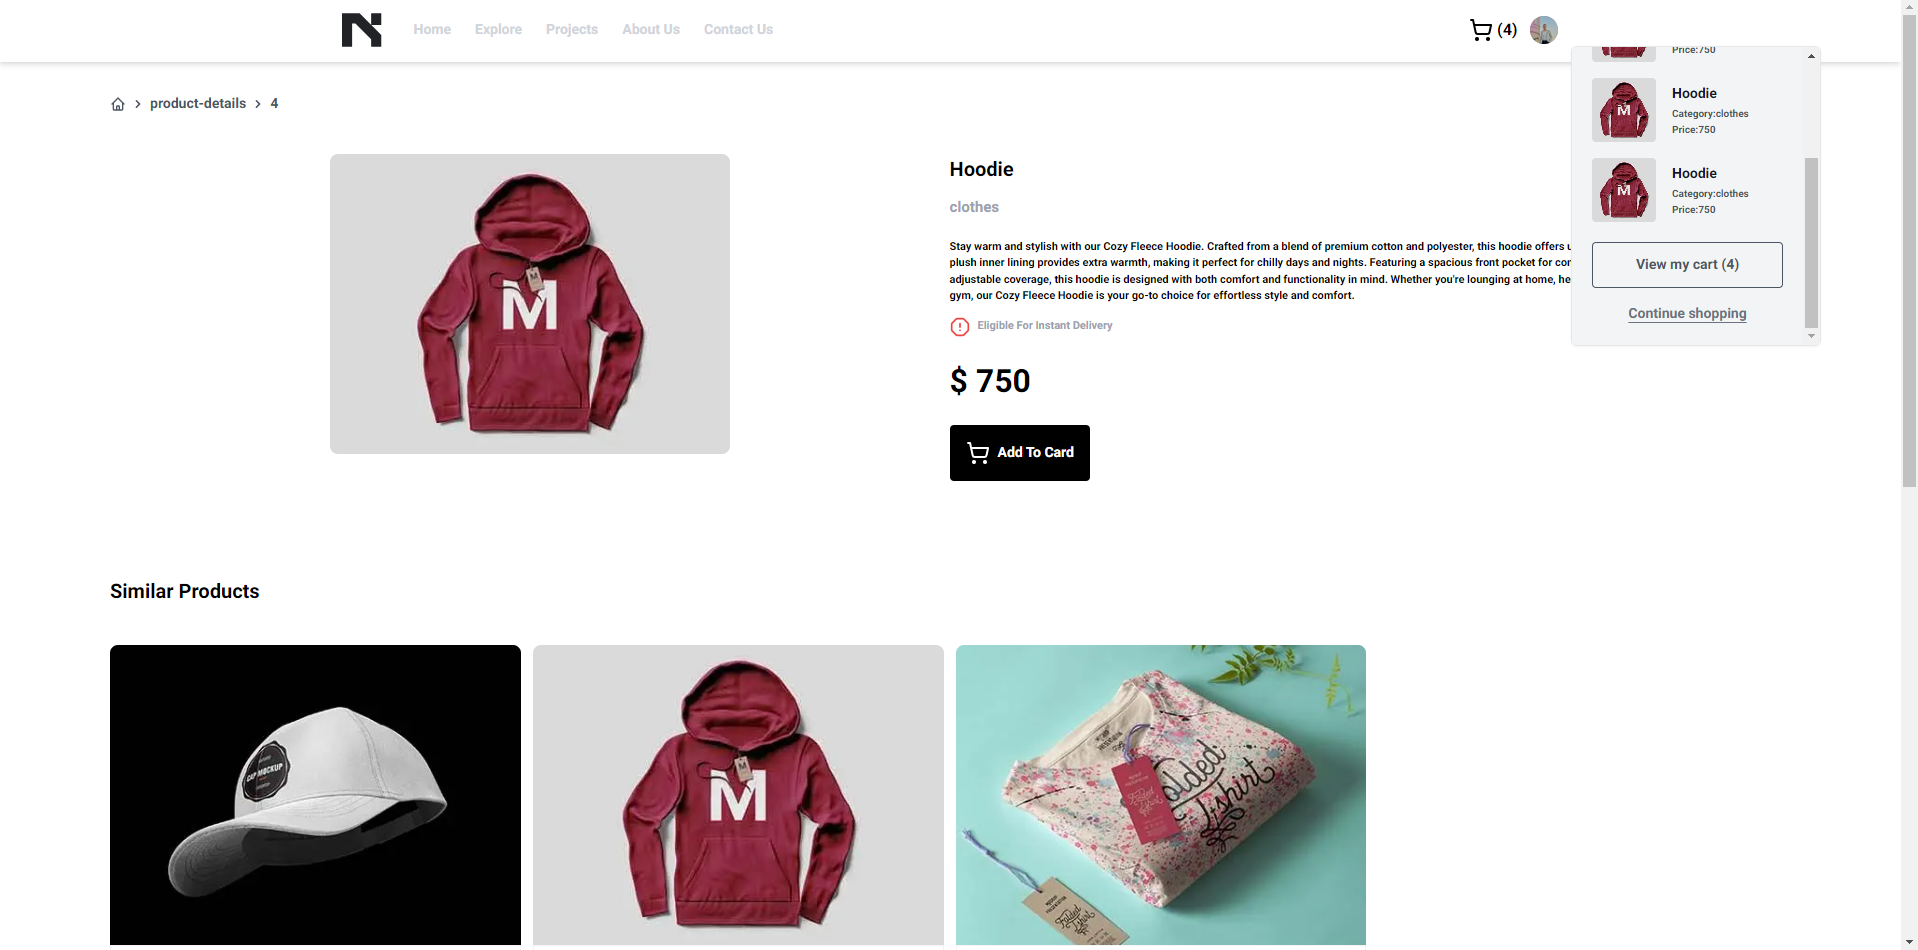 Home Explore Projects About Us Contact Us (4)
Price:750
Hoodie
Category:clothes
Price:750
Hoodie
Category:clothes
Price:750
View my cart (4)
Continue shopping
product-details 4
Hoodie
clothes
Stay warm and stylish with our Cozy Fleece Hoodie. Crafted from a blend of premium cotton and polyester, this hoodie offers
plush inner lining provides extra warmth, making it perfect for chilly days and nights. Featuring a spacious front pocket for
adjustable coverage, this hoodie is designed with both comfort and functionality in mind. Whether you're lounging at home,
gym, our Cozy Fleece Hoodie is your go-to choice for effortless style and comfort.
Eligible For Instant Delivery
$ 750
Add To Card
M
Similar Products
CAP MOCKUP
M
Folded
t-shirt
Folded
t-shirt